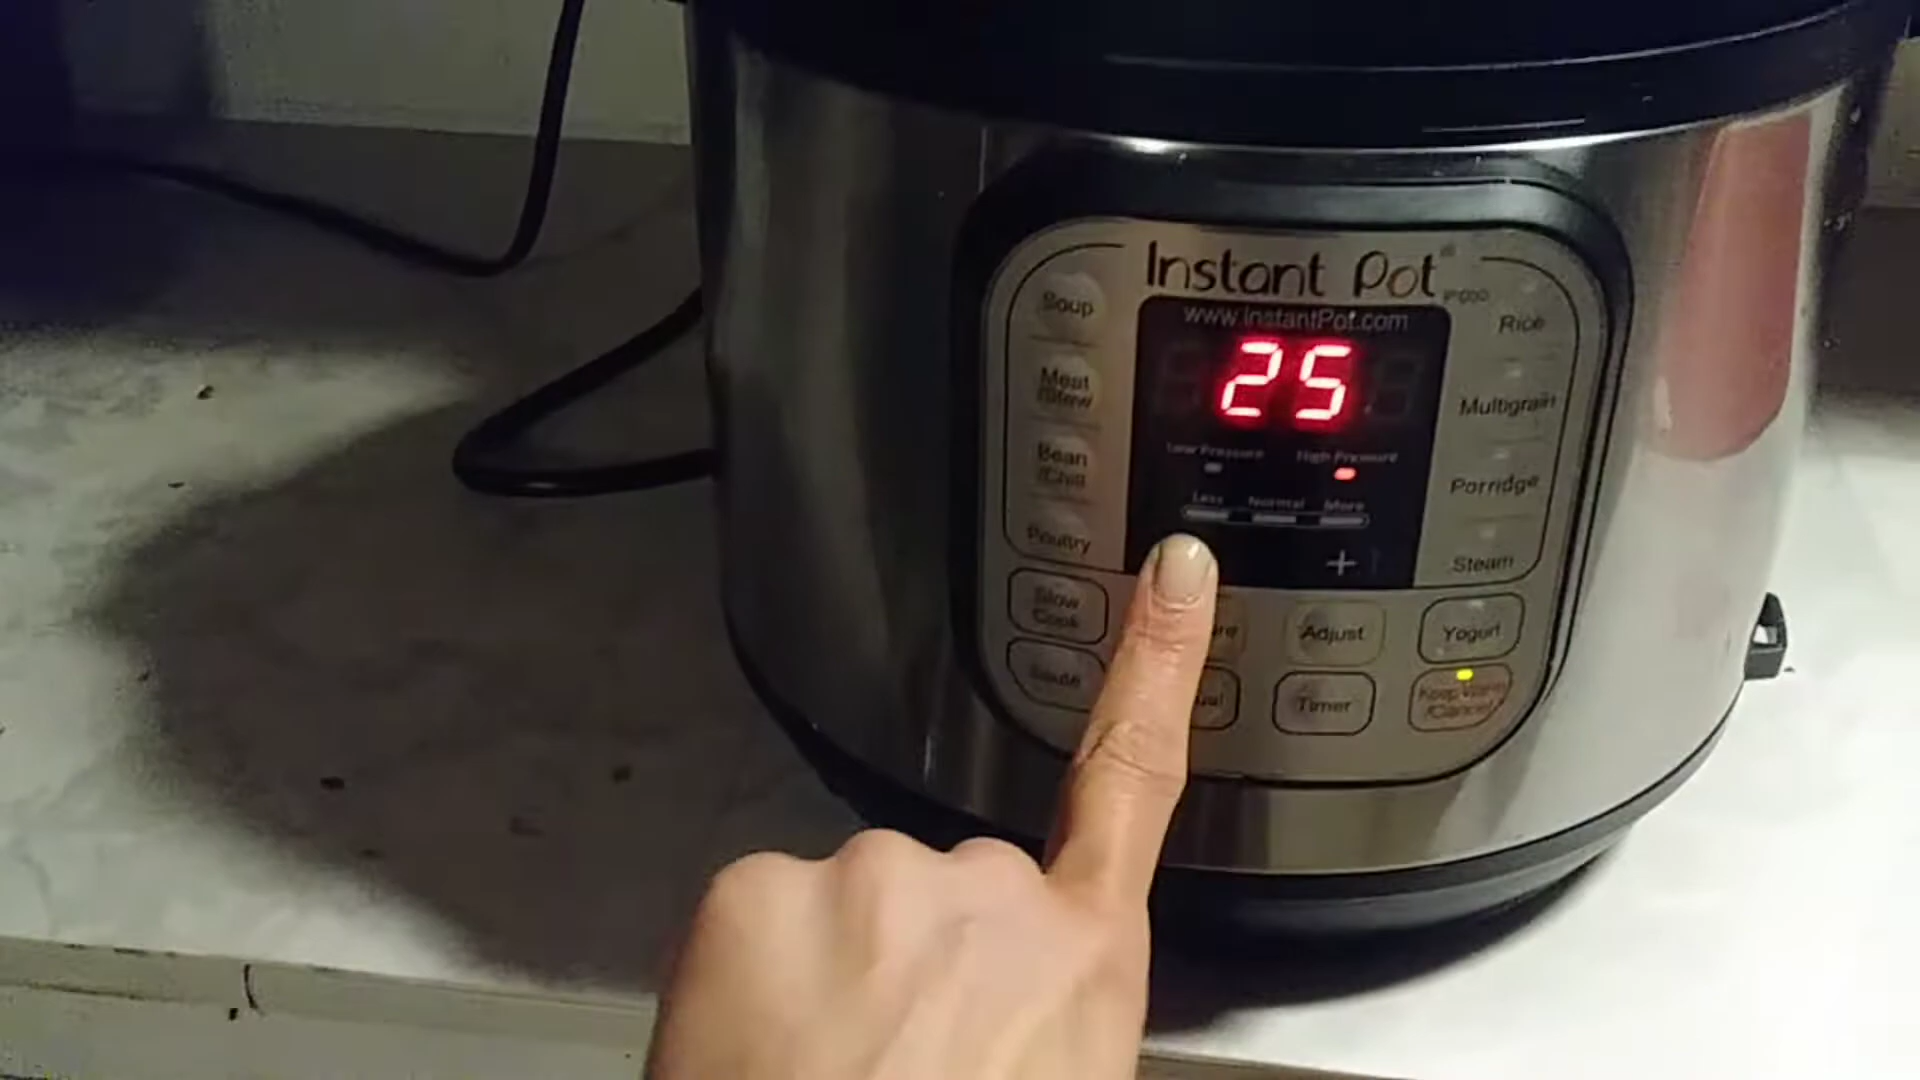 Instant Pot
www.InstantPot.com
25
Low Pressure
High Pressure
Less
Normal
More
+
Soup
Meat
/Stew
Bean
/Chili
Poultry
Slow
Cook
Sauté
Rice
Multigrain
Porridge
Steam
Adjust
Yogurt
Timer
Keep Warm
/Cancel